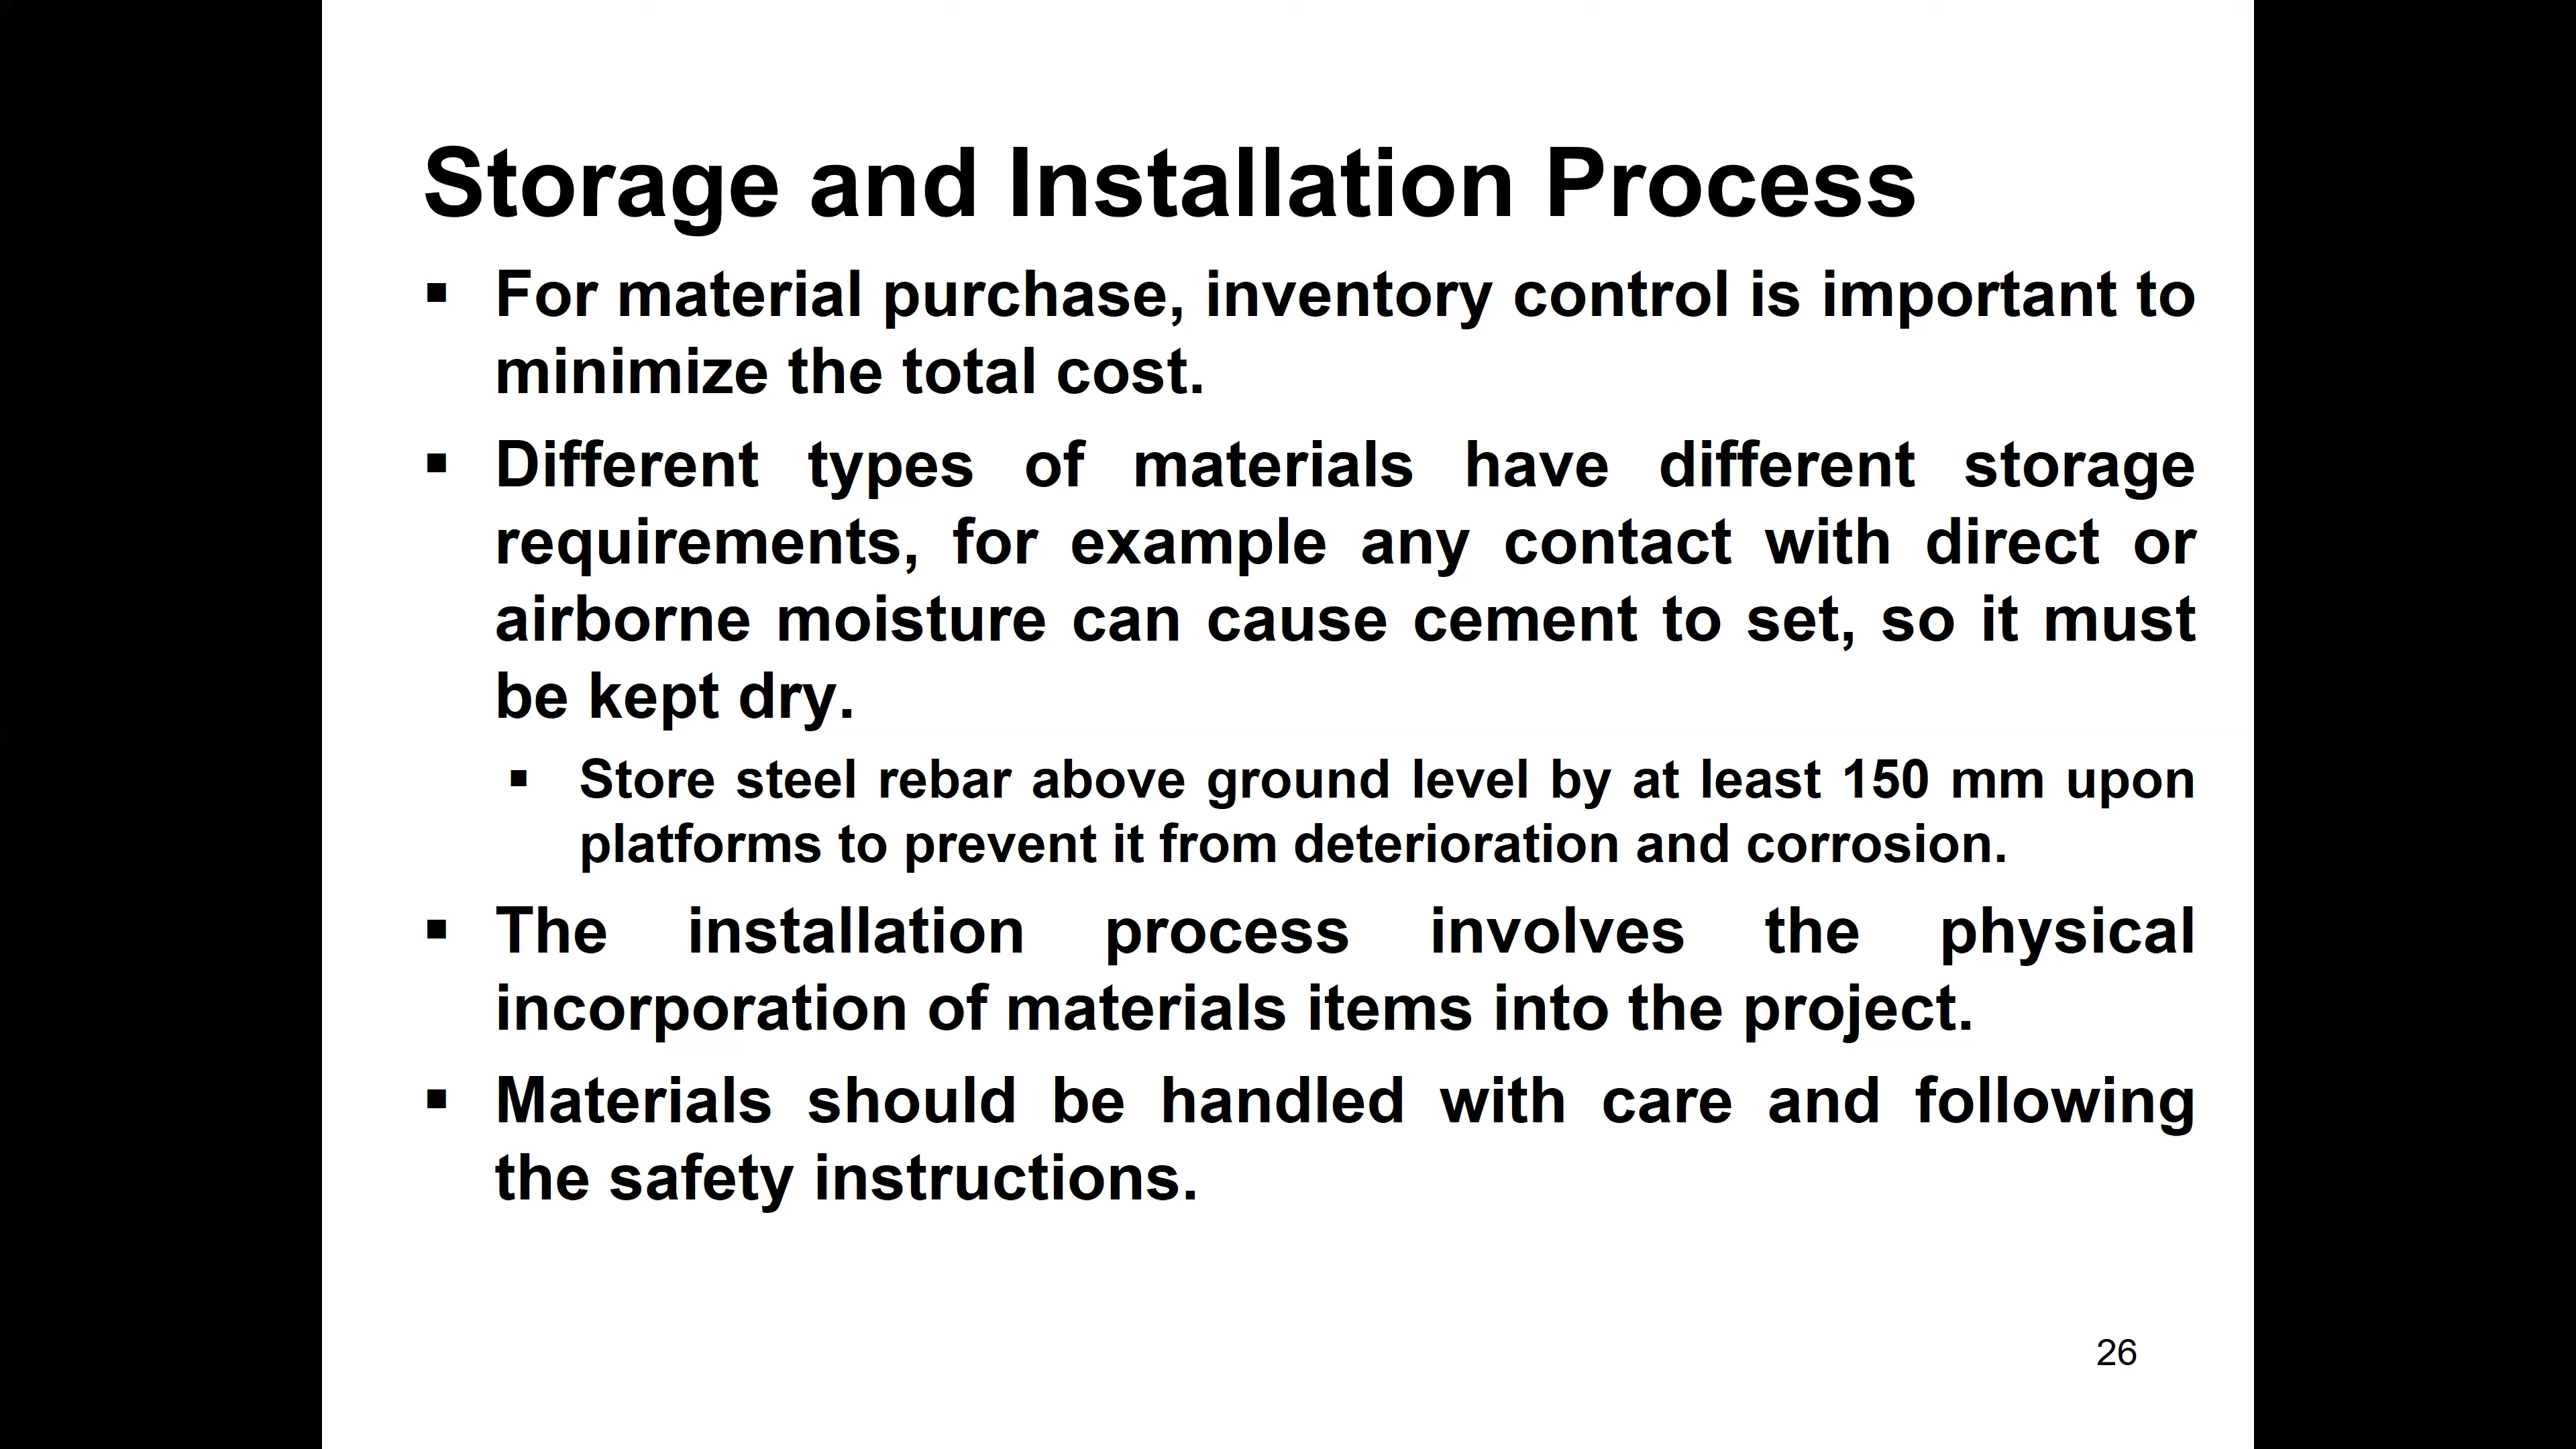 Storage and Installation Process
▪ For material purchase, inventory control is important to
minimize the total cost.
▪ Different types of materials have different storage
requirements, for example any contact with direct or
airborne moisture can cause cement to set, so it must
be kept dry.
▪ Store steel rebar above ground level by at least 150 mm upon
platforms to prevent it from deterioration and corrosion.
▪ The installation process involves the physical
incorporation of materials items into the project.
▪ Materials should be handled with care and following
the safety instructions.
26